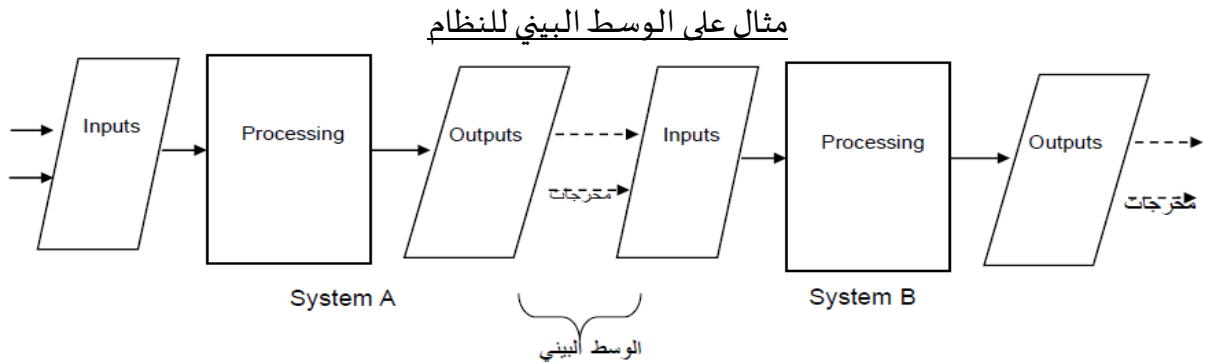 مثال على الوسط البيني للنظام
Inputs
Processing
Outputs
مخرجات
Inputs
Processing
Outputs
مخرجات
System A
System B
الوسط البيني